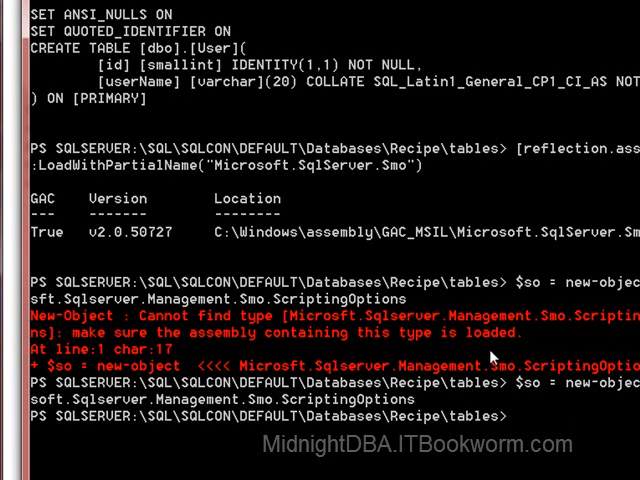 SET ANSI_NULLS ON
SET QUOTED_IDENTIFIER ON
CREATE TABLE [dbo].[User](
[id] [smallint] IDENTITY(1,1) NOT NULL,
[userName] [varchar](20) COLLATE SQL_Latin1_General_CP1_CI_AS NOT
) ON [PRIMARY]
PS SQLSERVER:\SQL\SQLCON\DEFAULT\Databases\Recipe\tables> [reflection.ass
:LoadWithPartialName("Microsoft.SqlServer.Smo")
GAC Version Location
--- ------- --------
True v2.0.50727 C:\Windows\assembly\GAC_MSIL\Microsoft.SqlServer.Sm
PS SQLSERVER:\SQL\SQLCON\DEFAULT\Databases\Recipe\tables> $so = new-objec
sft.Sqlserver.Management.Smo.ScriptingOptions
New-Object : Cannot find type [Microsft.Sqlserver.Management.Smo.Scriptin
ns]: make sure the assembly containing this type is loaded.
At line:1 char:17
+ $so = new-object <<<< Microsft.Sqlserver.Management.Smo.ScriptingOptio
PS SQLSERVER:\SQL\SQLCON\DEFAULT\Databases\Recipe\tables> $so = new-objec
soft.Sqlserver.Management.Smo.ScriptingOptions
PS SQLSERVER:\SQL\SQLCON\DEFAULT\Databases\Recipe\tables>
MidnightDBA.ITBookworm.com